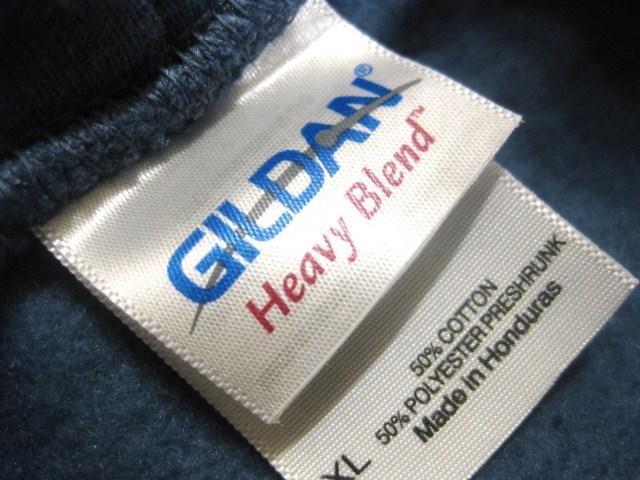 GILDAN®
Heavy Blend™
50% COTTON
50% POLYESTER PRESHRUNK
Made in Honduras
XL